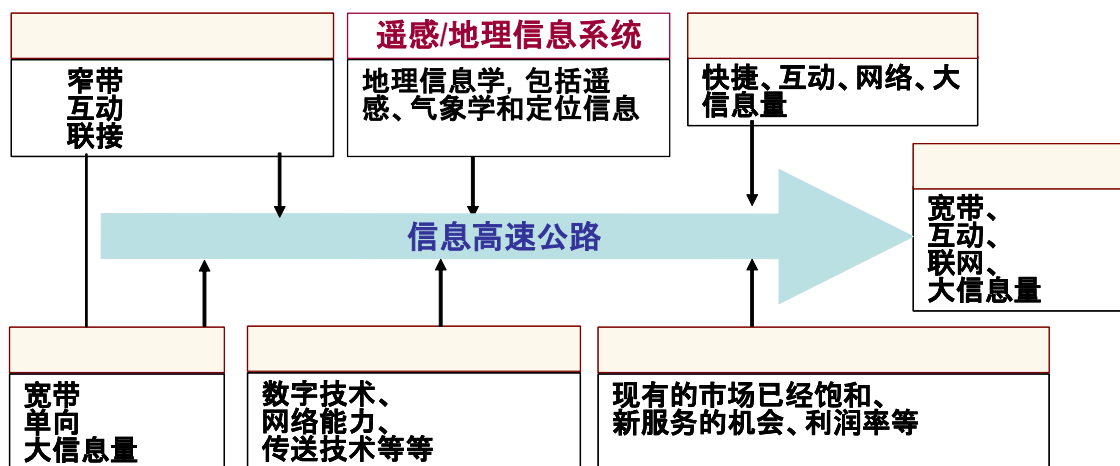 窄带
互动
联接
遥感/地理信息系统
地理信息学, 包括遥
感、气象学和定位信息
快捷、互动、网络、大
信息量
信息高速公路
宽带、
互动、
联网、
大信息量
宽带
单向
大信息量
数字技术、
网络能力、
传送技术等等
现有的市场已经饱和、
新服务的机会、利润率等